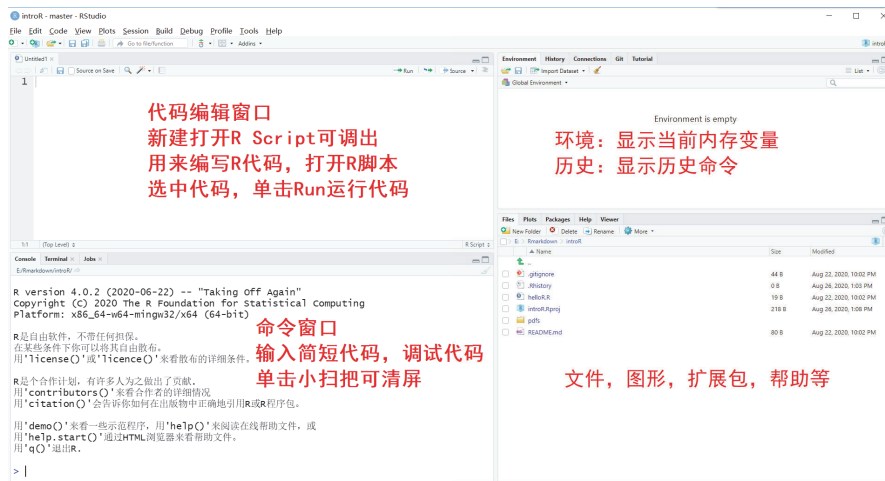 introR - master - RStudio
File Edit Code View Plots Session Build Debug Profile Tools Help
Go to file/function Addins
Untitled1
Source on Save Run Source
1
代码编辑窗口
新建打开R Script可调出
用来编写R代码，打开R脚本
选中代码，单击Run运行代码
1:1 (Top Level) R Script
Console Terminal Jobs
E:/Rmarkdown/introR/
R version 4.0.2 (2020-06-22) -- "Taking Off Again"
Copyright (C) 2020 The R Foundation for Statistical Computing
Platform: x86_64-w64-mingw32/x64 (64-bit)
R是自由软件，不带任何担保。
在某些条件下你可以将其自由散布。
用'license()'或'licence()'来看散布的详细条件。
R是个合作计划，有许多人为之做出了贡献.
用'contributors()'来看合作者的详细情况
用'citation()'会告诉你如何在出版物中正确地引用R或R程序包。
用'demo()'来看一些示范程序，用'help()'来阅读在线帮助文件，或
用'help.start()'通过HTML浏览器来看帮助文件。
用'q()'退出R.
>
命令窗口
输入简短代码，调试代码
单击小扫把可清屏
Environment History Connections Git Tutorial
Import Dataset List
Global Environment
Environment is empty
环境：显示当前内存变量
历史：显示历史命令
Files Plots Packages Help Viewer
New Folder Delete Rename More
E: Rmarkdown introR
Name Size Modified
..
.gitignore 44 B Aug 22, 2020, 10:02 PM
.Rhistory 0 B Aug 26, 2020, 1:03 PM
helloR.R 19 B Aug 22, 2020, 10:02 PM
introR.Rproj 218 B Aug 26, 2020, 1:08 PM
pdfs
README.md 80 B Aug 22, 2020, 10:02 PM
文件，图形，扩展包，帮助等